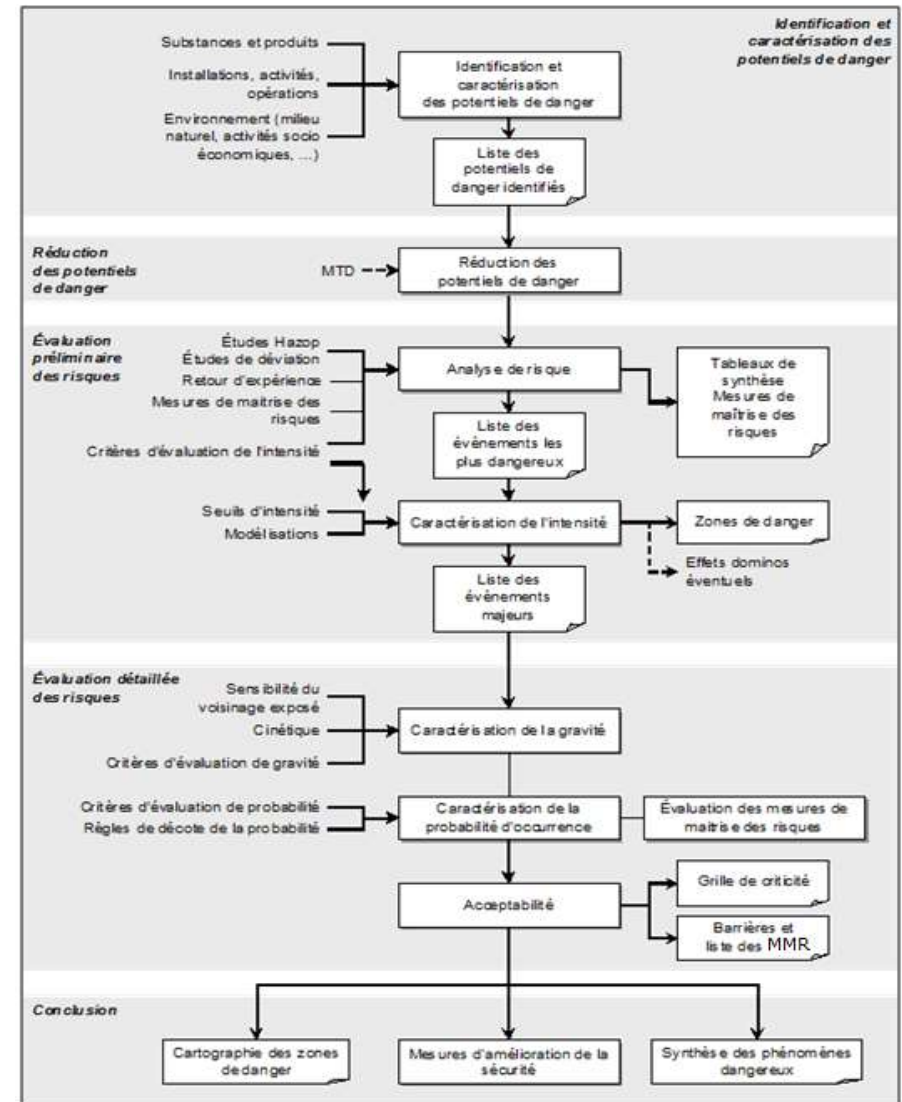 Identification et
caractérisation des
potentiels de danger
Substances et produits
Installations, activités,
opérations
Environnement (milieu
naturel, activités socio
économiques, ...)
Identification et
caractérisation
des potentiels de danger
Liste des
potentiels de
danger identifiés
Réduction
des potentiels
de danger
MTD
Réduction des
potentiels de danger
Évaluation
préliminaire
des risques
Études Hazop
Études de déviation
Retour d'expérience
Mesures de maitrise des
risques
Critères d'évaluation de l'intensité
Analyse de risque
Tableaux de
synthèse
Mesures de
maîtrise des
risques
Liste des
évènements les
plus dangereux
Seuils d'intensité
Modélisations
Caractérisation de l'intensité
Zones de danger
Effets dominos
éventuels
Liste des
évènements
majeurs
Évaluation détaillée
des risques
Sensibilité du
voisinage exposé
Cinétique
Critères d'évaluation de gravité
Caractérisation de la gravité
Critères d'évaluation de probabilité
Règles de décote de la probabilité
Caractérisation de la
probabilité d'occurrence
Évaluation des mesures de
maitrise des risques
Acceptabilité
Grille de criticité
Barrières et
liste des MMR
Conclusion
Cartographie des zones
de danger
Mesures d'amélioration de la
sécurité
Synthèse des phénomènes
dangereux